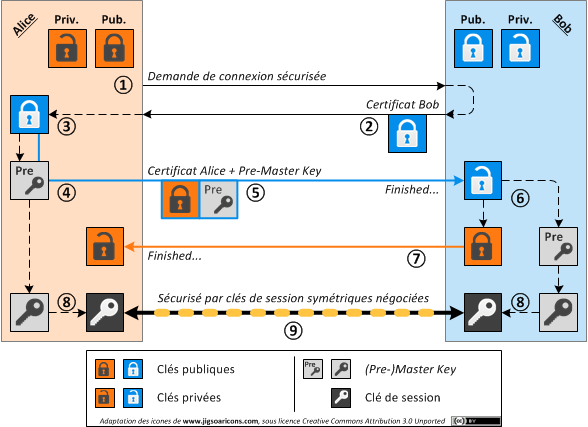 Alice
Priv.
Pub.
Bob
Pub.
Priv.
① Demande de connexion sécurisée
Certificat Bob
②
③
Pre
④
Certificat Alice + Pre-Master Key
Pre
⑤
Finished...
⑥
Pre
Finished...
⑦
⑧
Sécurisé par clés de session symétriques négociées
⑧
⑨
Clés publiques
Pre
(Pre-)Master Key
Clés privées
Clé de session
Adaptation des icones de www.jigsoaricons.com, sous licence Creative Commons Attribution 3.0 Unported
cc BY